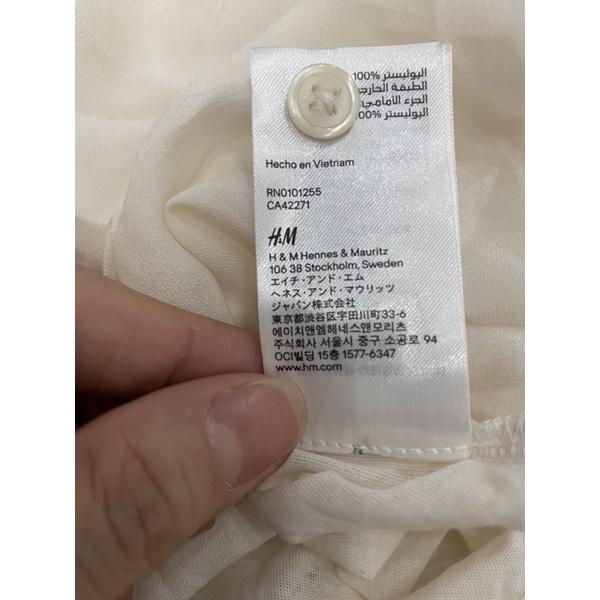 البوليستر %100
الطبقة الخارج
الجزء الأمامي
البوليستر %100
Hecho en Vietnam
RN0101255
CA42271
H&M
H & M Hennes & Mauritz
106 38 Stockholm, Sweden
エイチ・アンド・エム
ヘネス・アンド・マウリッツ
ジャパン株式会社
東京都渋谷区宇田川町33-6
에이치앤엠헤네스앤모리츠
주식회사 서울시 중구 소공로 94
OCI빌딩 15층 1577-6347
www.hm.com